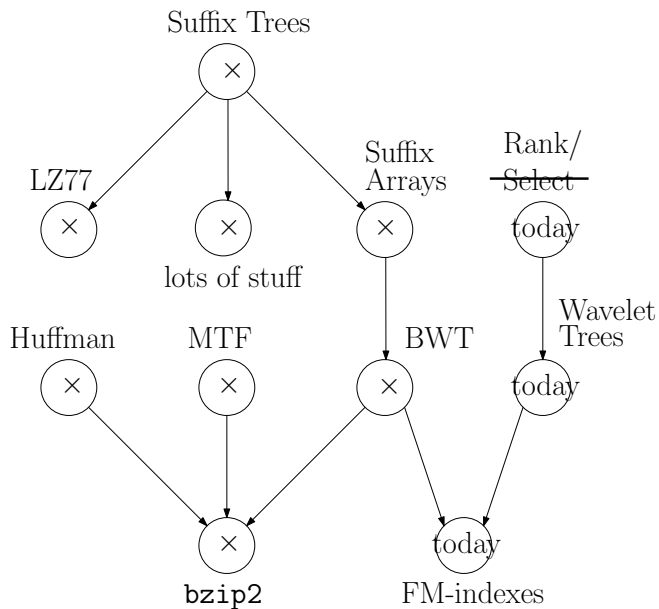 Suffix Trees
×
LZ77
Suffix
Arrays
Rank/
Select
×
×
×
today
lots of stuff
Huffman
MTF
BWT
Wavelet
Trees
×
×
×
today
×
today
bzip2
FM-indexes